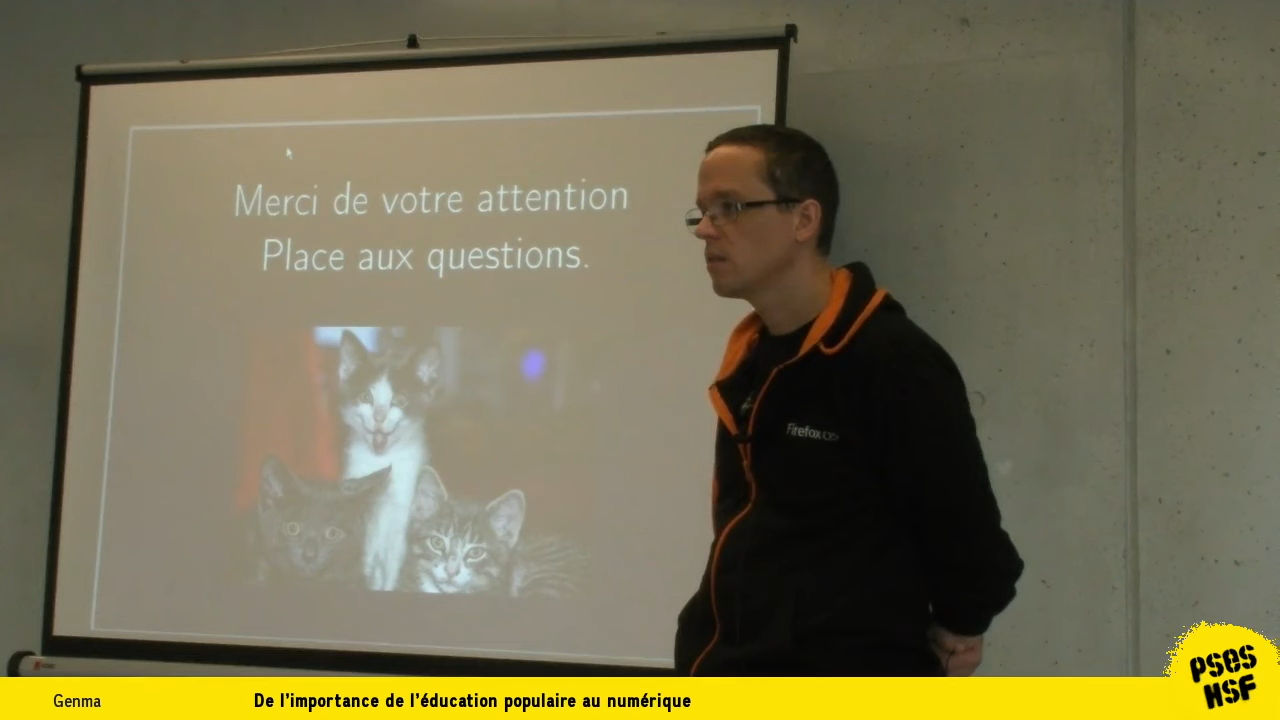 Merci de votre attention
Place aux questions.
Firefox OS
Genma
De l'importance de l'éducation populaire au numérique
PSES
HSF